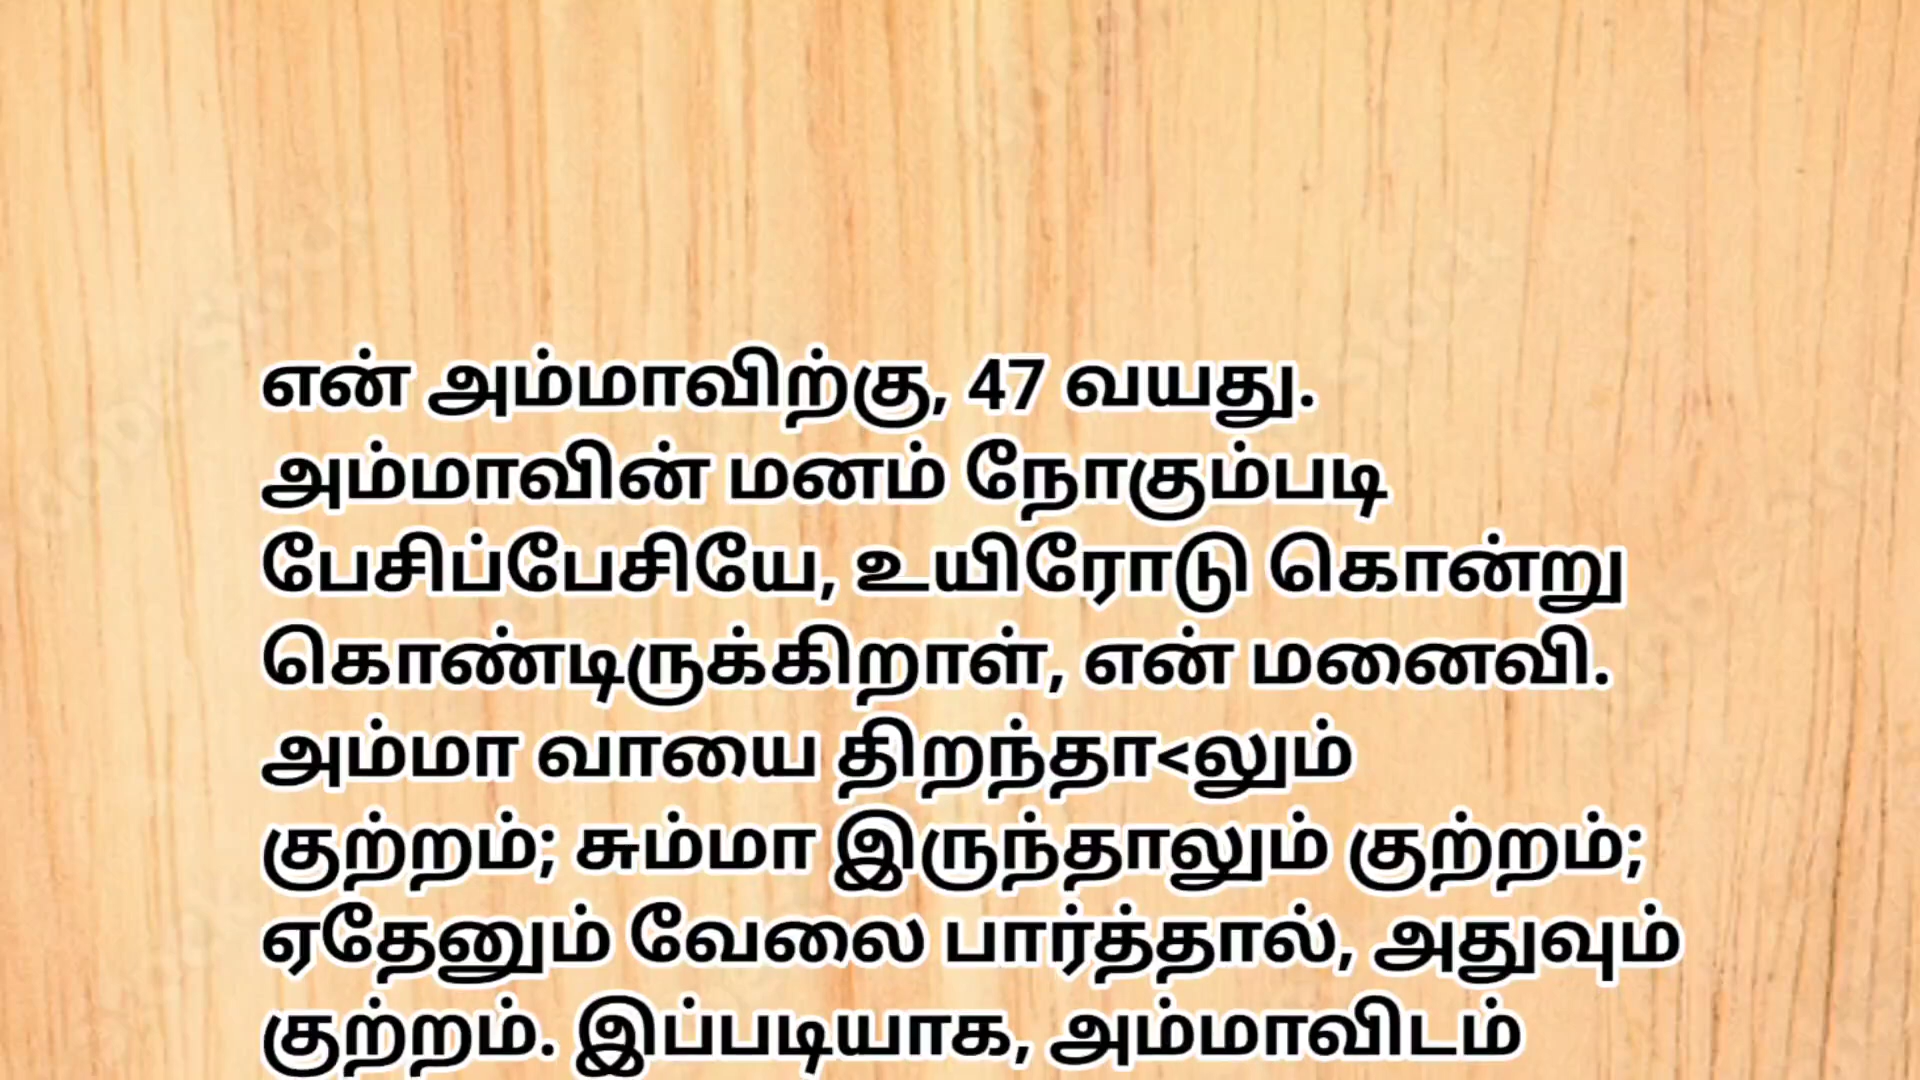 என் அம்மாவிற்கு, 47 வயது.
அம்மாவின் மனம் நோகும்படி
பேசிப்பேசியே, உயிரோடு கொன்று
கொண்டிருக்கிறாள், என் மனைவி.
அம்மா வாயை திறந்தா<லும்
குற்றம்; சும்மா இருந்தாலும் குற்றம்;
ஏதேனும் வேலை பார்த்தால், அதுவும்
குற்றம். இப்படியாக, அம்மாவிடம்